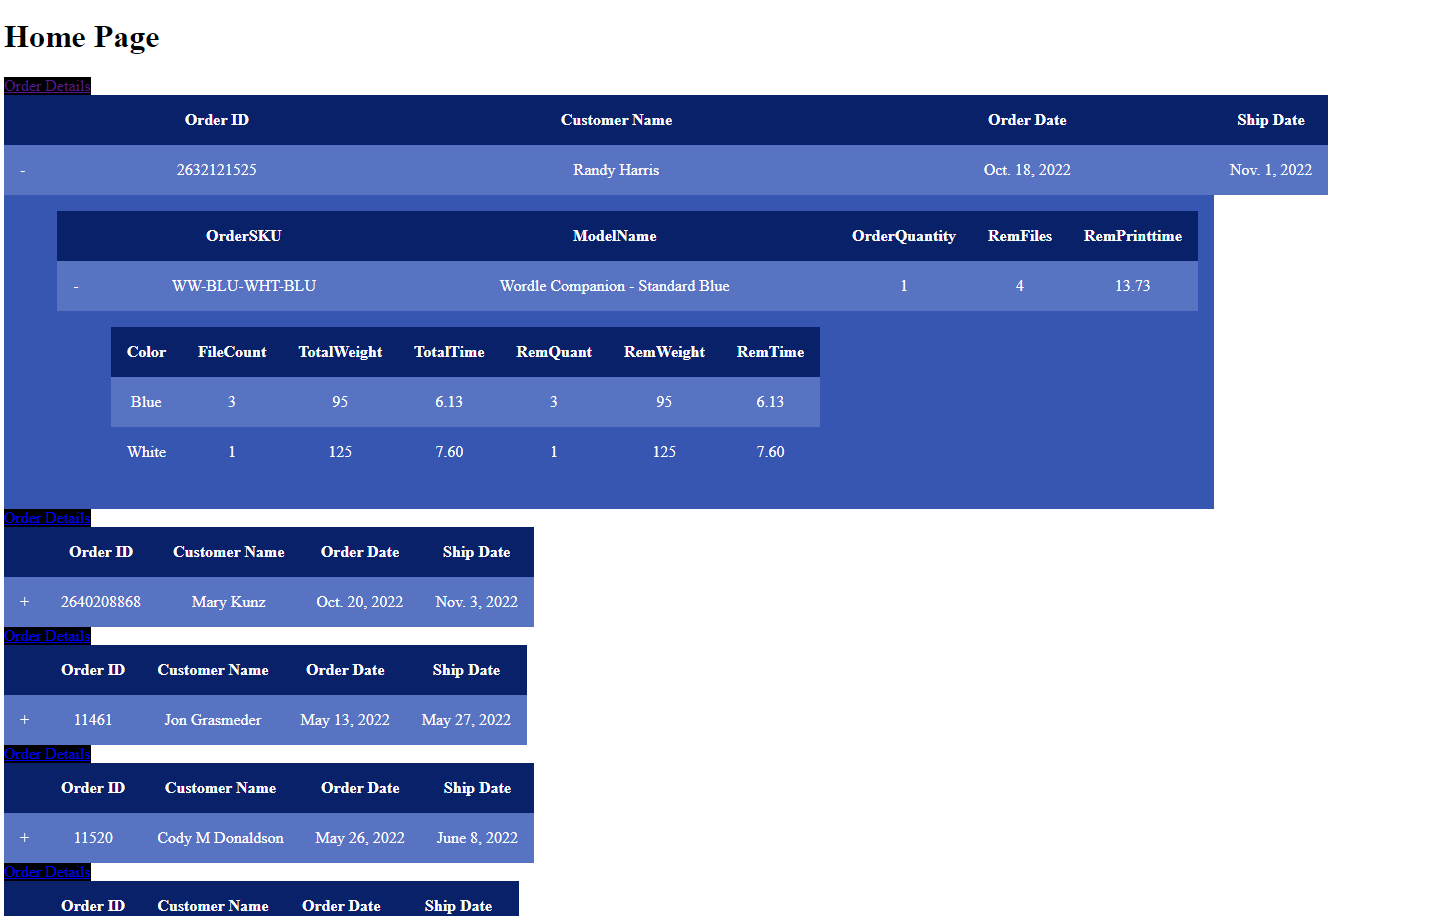 Home Page
Order Details
Order ID Customer Name Order Date Ship Date
- 2632121525 Randy Harris Oct. 18, 2022 Nov. 1, 2022
OrderSKU ModelName OrderQuantity RemFiles RemPrinttime
- WW-BLU-WHT-BLU Wordle Companion - Standard Blue 1 4 13.73
Color FileCount TotalWeight TotalTime RemQuant RemWeight RemTime
Blue 3 95 6.13 3 95 6.13
White 1 125 7.60 1 125 7.60
Order Details
Order ID Customer Name Order Date Ship Date
+ 2640208868 Mary Kunz Oct. 20, 2022 Nov. 3, 2022
Order Details
Order ID Customer Name Order Date Ship Date
+ 11461 Jon Grasmeder May 13, 2022 May 27, 2022
Order Details
Order ID Customer Name Order Date Ship Date
+ 11520 Cody M Donaldson May 26, 2022 June 8, 2022
Order Details
Order ID Customer Name Order Date Ship Date